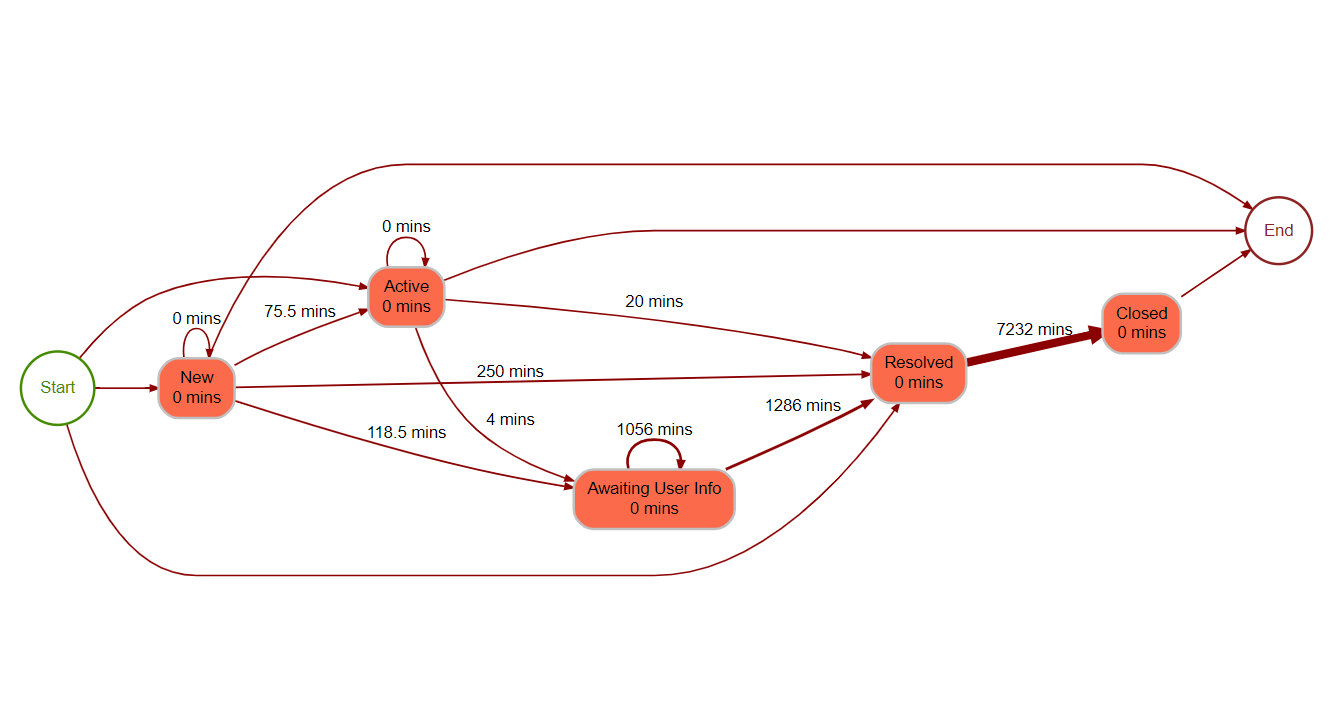 0 mins
Active
0 mins
End
0 mins
75.5 mins
20 mins
Closed
0 mins
7232 mins
Start
New
0 mins
250 mins
Resolved
0 mins
118.5 mins
4 mins
1286 mins
1056 mins
Awaiting User Info
0 mins